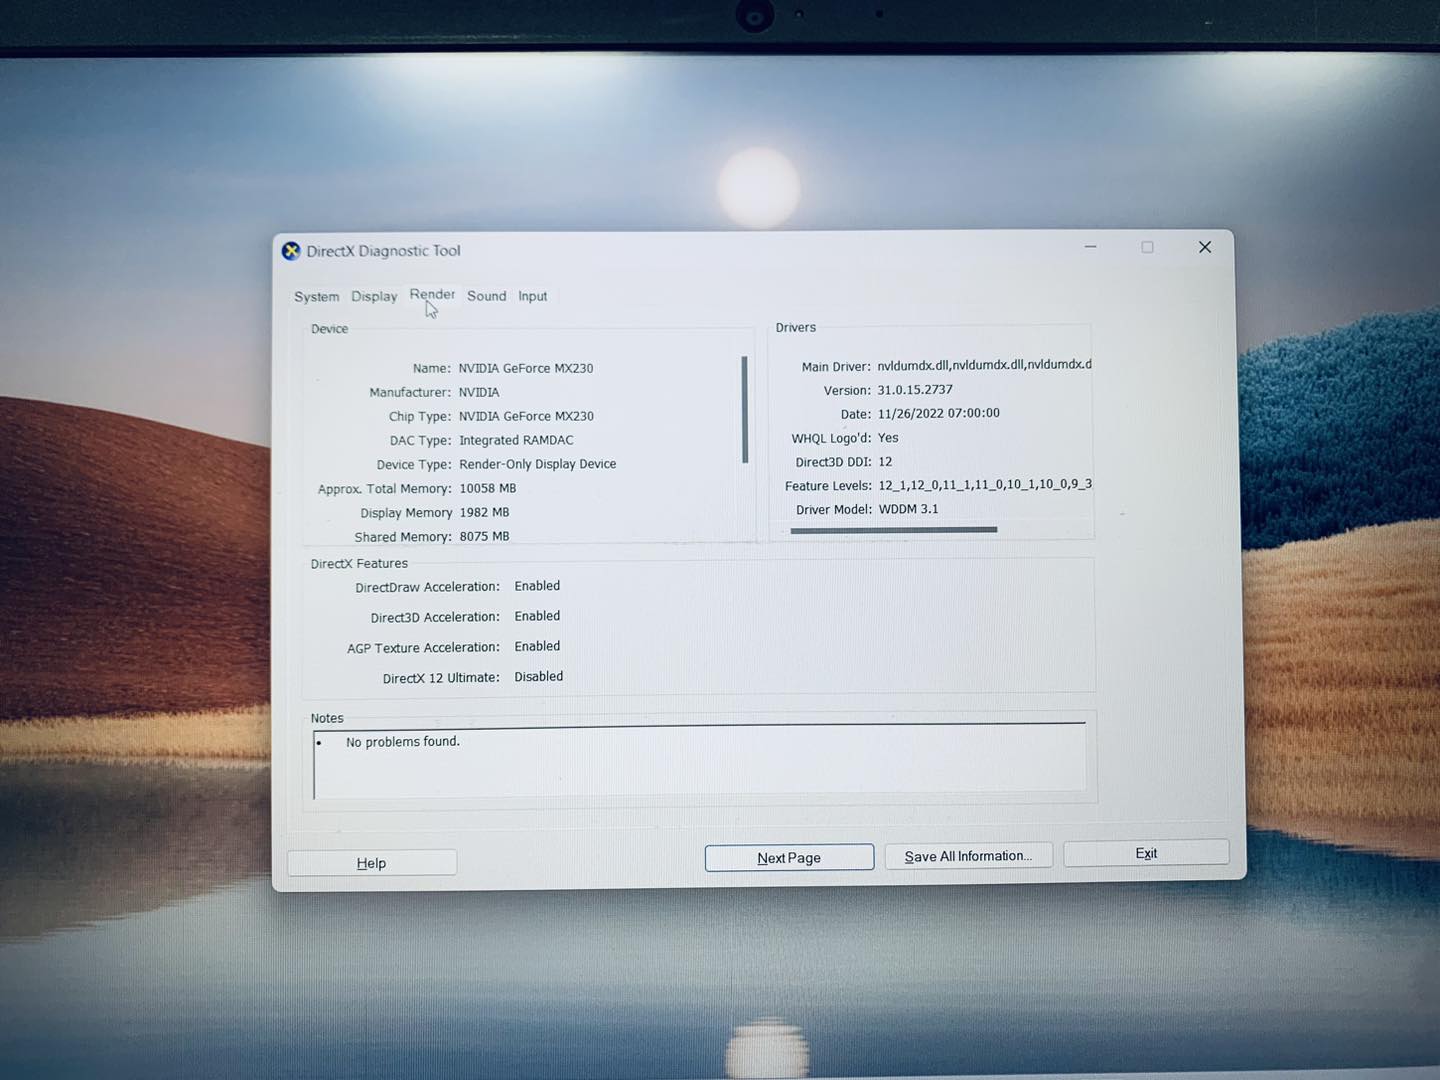 DirectX Diagnostic Tool
System Display Render Sound Input
Device
Name: NVIDIA GeForce MX230
Manufacturer: NVIDIA
Chip Type: NVIDIA GeForce MX230
DAC Type: Integrated RAMDAC
Device Type: Render-Only Display Device
Approx. Total Memory: 10058 MB
Display Memory 1982 MB
Shared Memory: 8075 MB
Drivers
Main Driver: nvldumdx.dll,nvldumdx.dll,nvldumdx.d
Version: 31.0.15.2737
Date: 11/26/2022 07:00:00
WHQL Logo'd: Yes
Direct3D DDI: 12
Feature Levels: 12_1,12_0,11_1,11_0,10_1,10_0,9_3
Driver Model: WDDM 3.1
DirectX Features
DirectDraw Acceleration: Enabled
Direct3D Acceleration: Enabled
AGP Texture Acceleration: Enabled
DirectX 12 Ultimate: Disabled
Notes
• No problems found.
Help
Next Page
Save All Information...
Exit